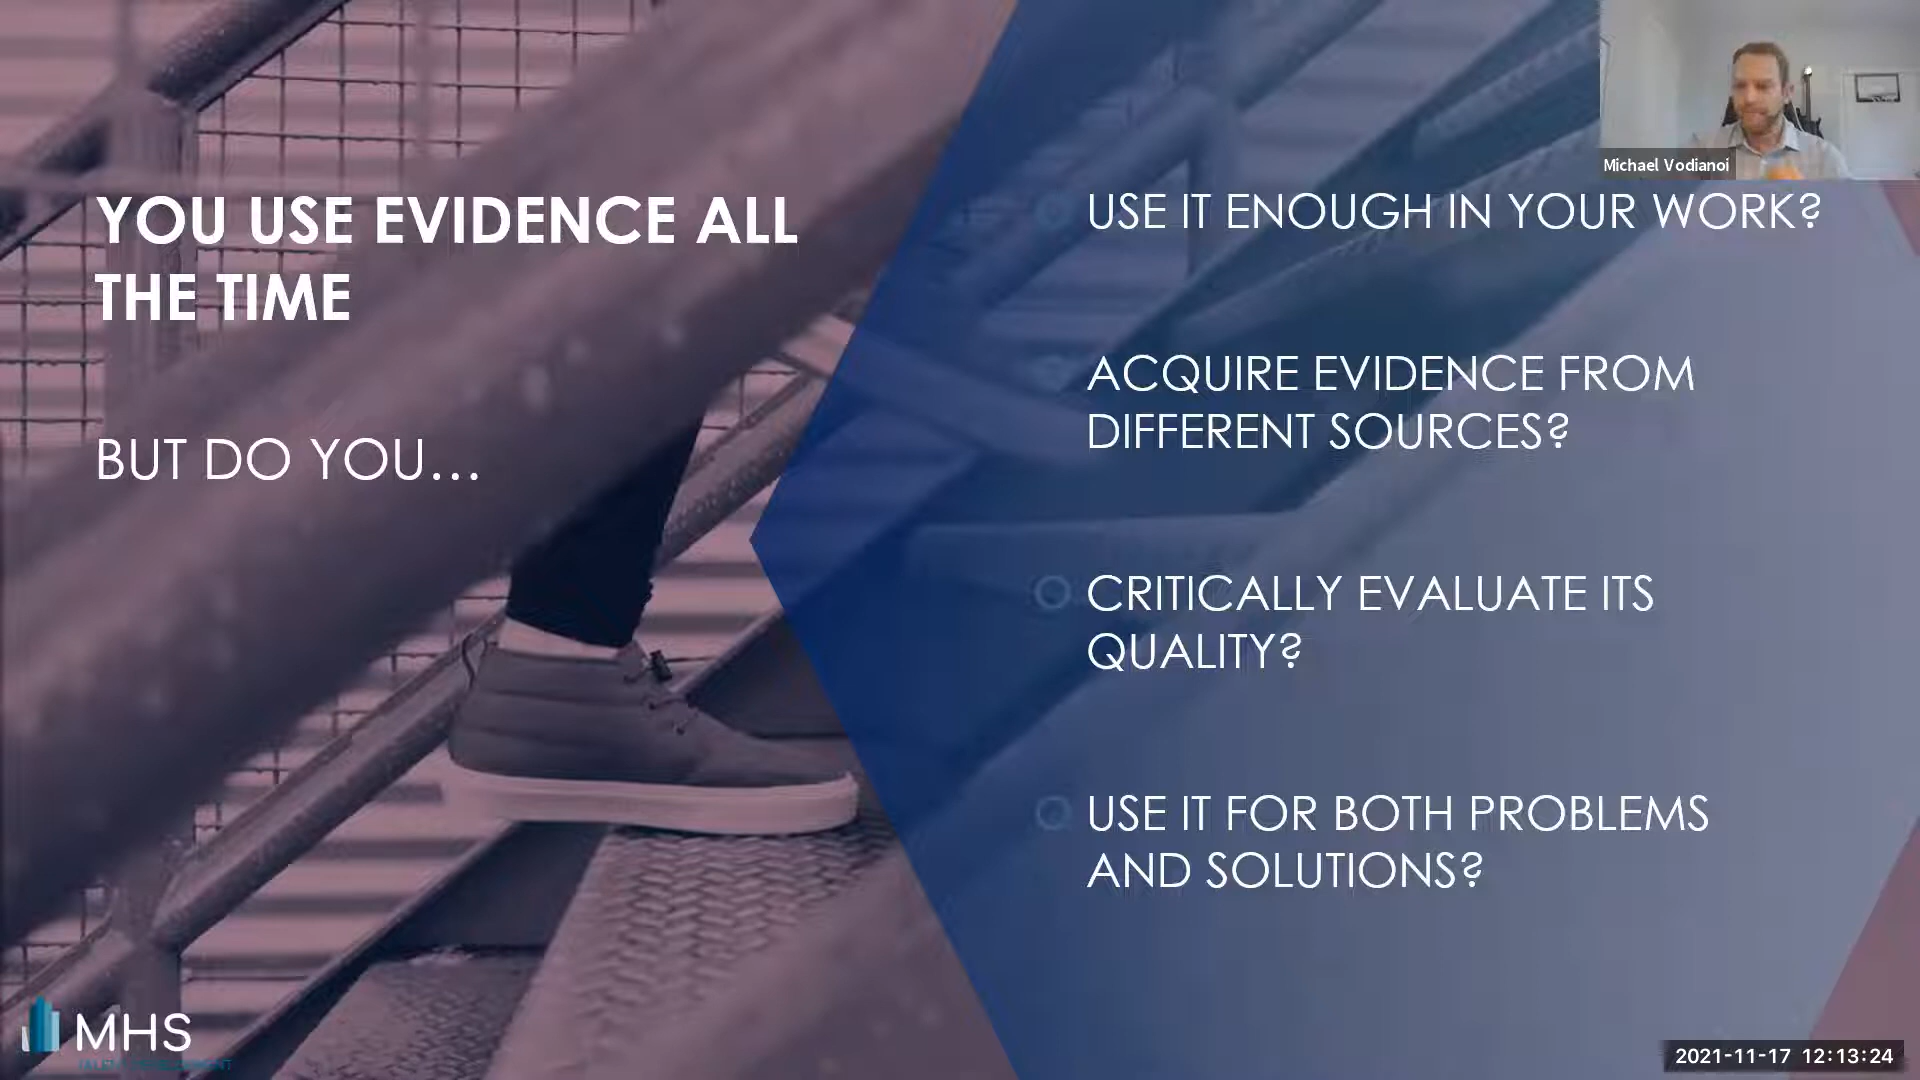 YOU USE EVIDENCE ALL
THE TIME
BUT DO YOU...
USE IT ENOUGH IN YOUR WORK?
ACQUIRE EVIDENCE FROM
DIFFERENT SOURCES?
CRITICALLY EVALUATE ITS
QUALITY?
USE IT FOR BOTH PROBLEMS
AND SOLUTIONS?
Michael Vodianoi
MHS
TALENT DEVELOPMENT
2021-11-17 12:13:24